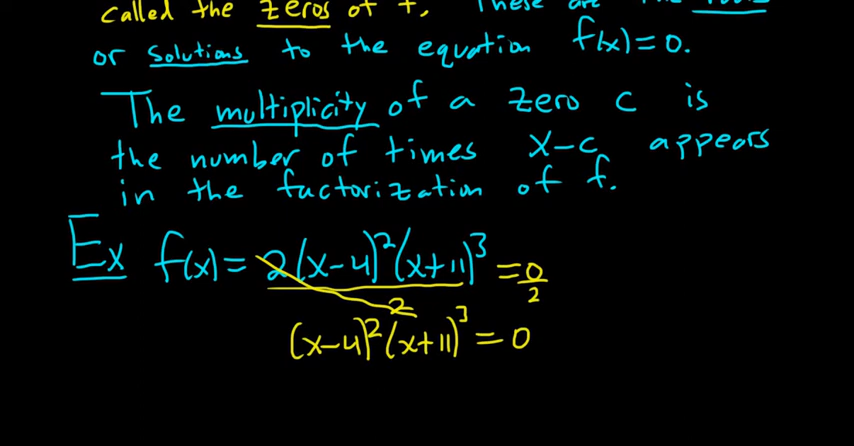 called the zeros of f. These are the
or solutions to the equation f(x)=0.
The multiplicity of a zero c is
the number of times x-c appears
in the factorization of f.
Ex f(x) = 2(x-4)²(x+11)³ = 0
2 2
(x-4)²(x+11)³ = 0